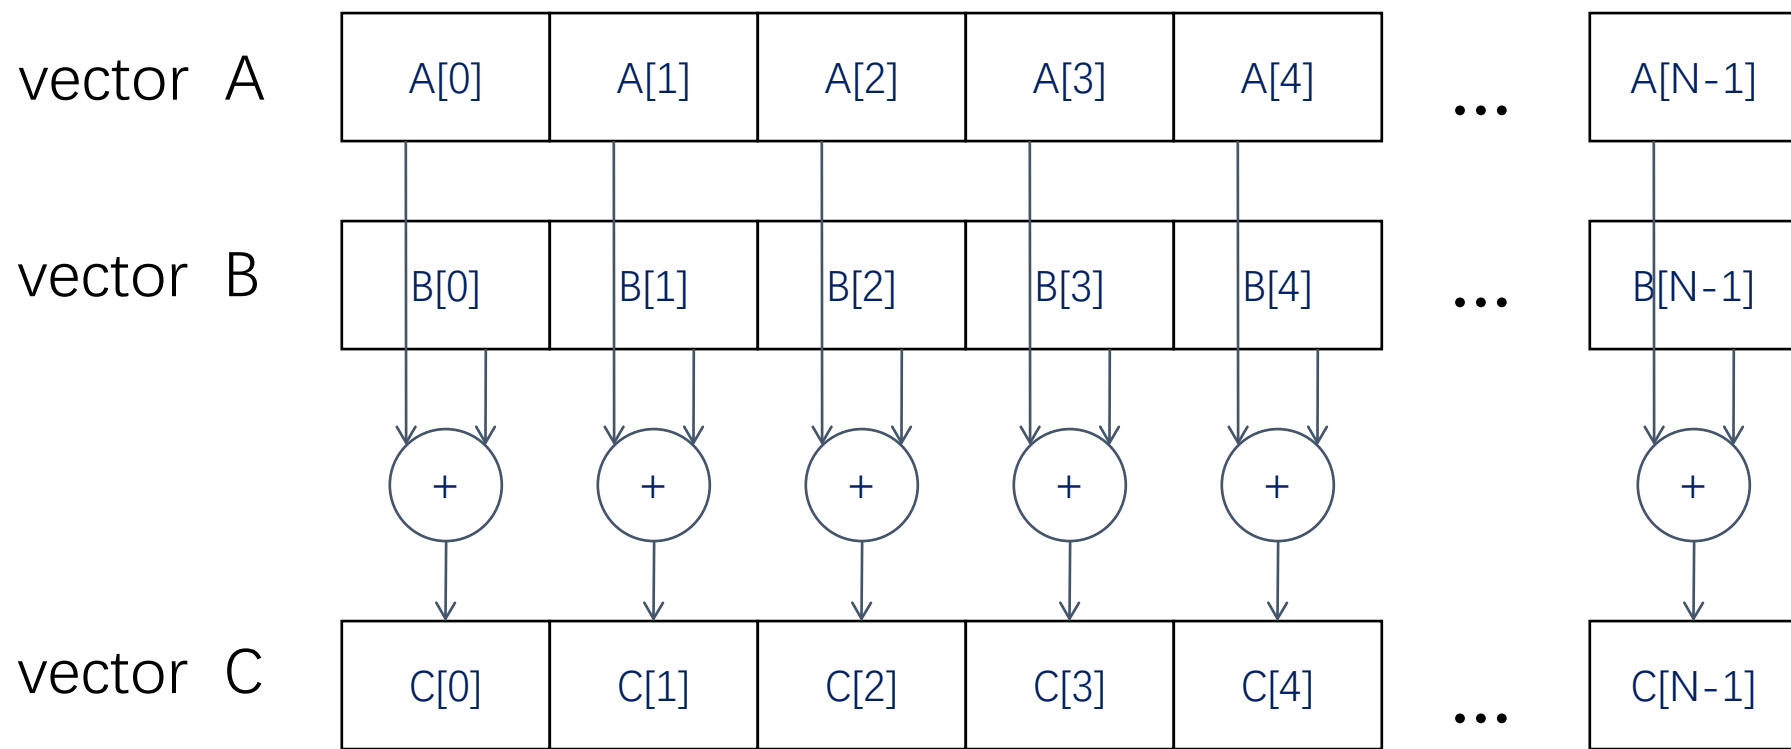 vector A A[0] A[1] A[2] A[3] A[4] ... A[N-1]
vector B B[0] B[1] B[2] B[3] B[4] ... B[N-1]
+ + + + + +
vector C C[0] C[1] C[2] C[3] C[4] ... C[N-1]